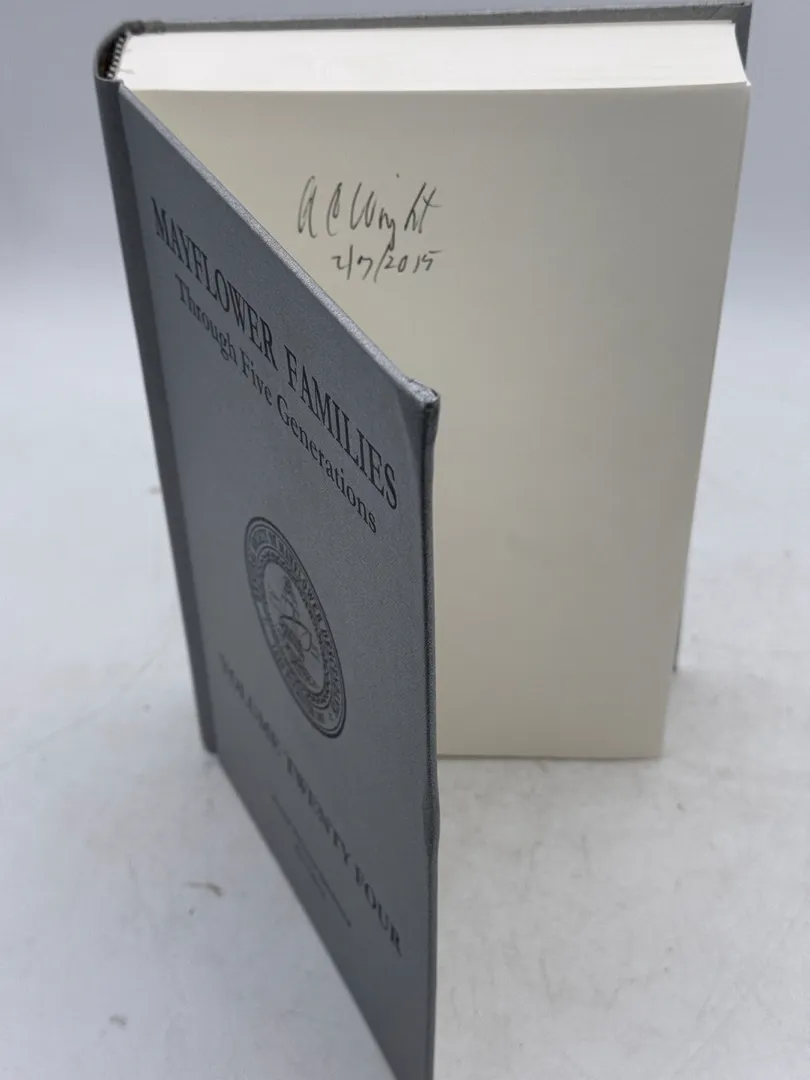 A C Wright
2/7/2015
MAYFLOWER FAMILIES
Through Five Generations
VOLUME TWENTY FOUR